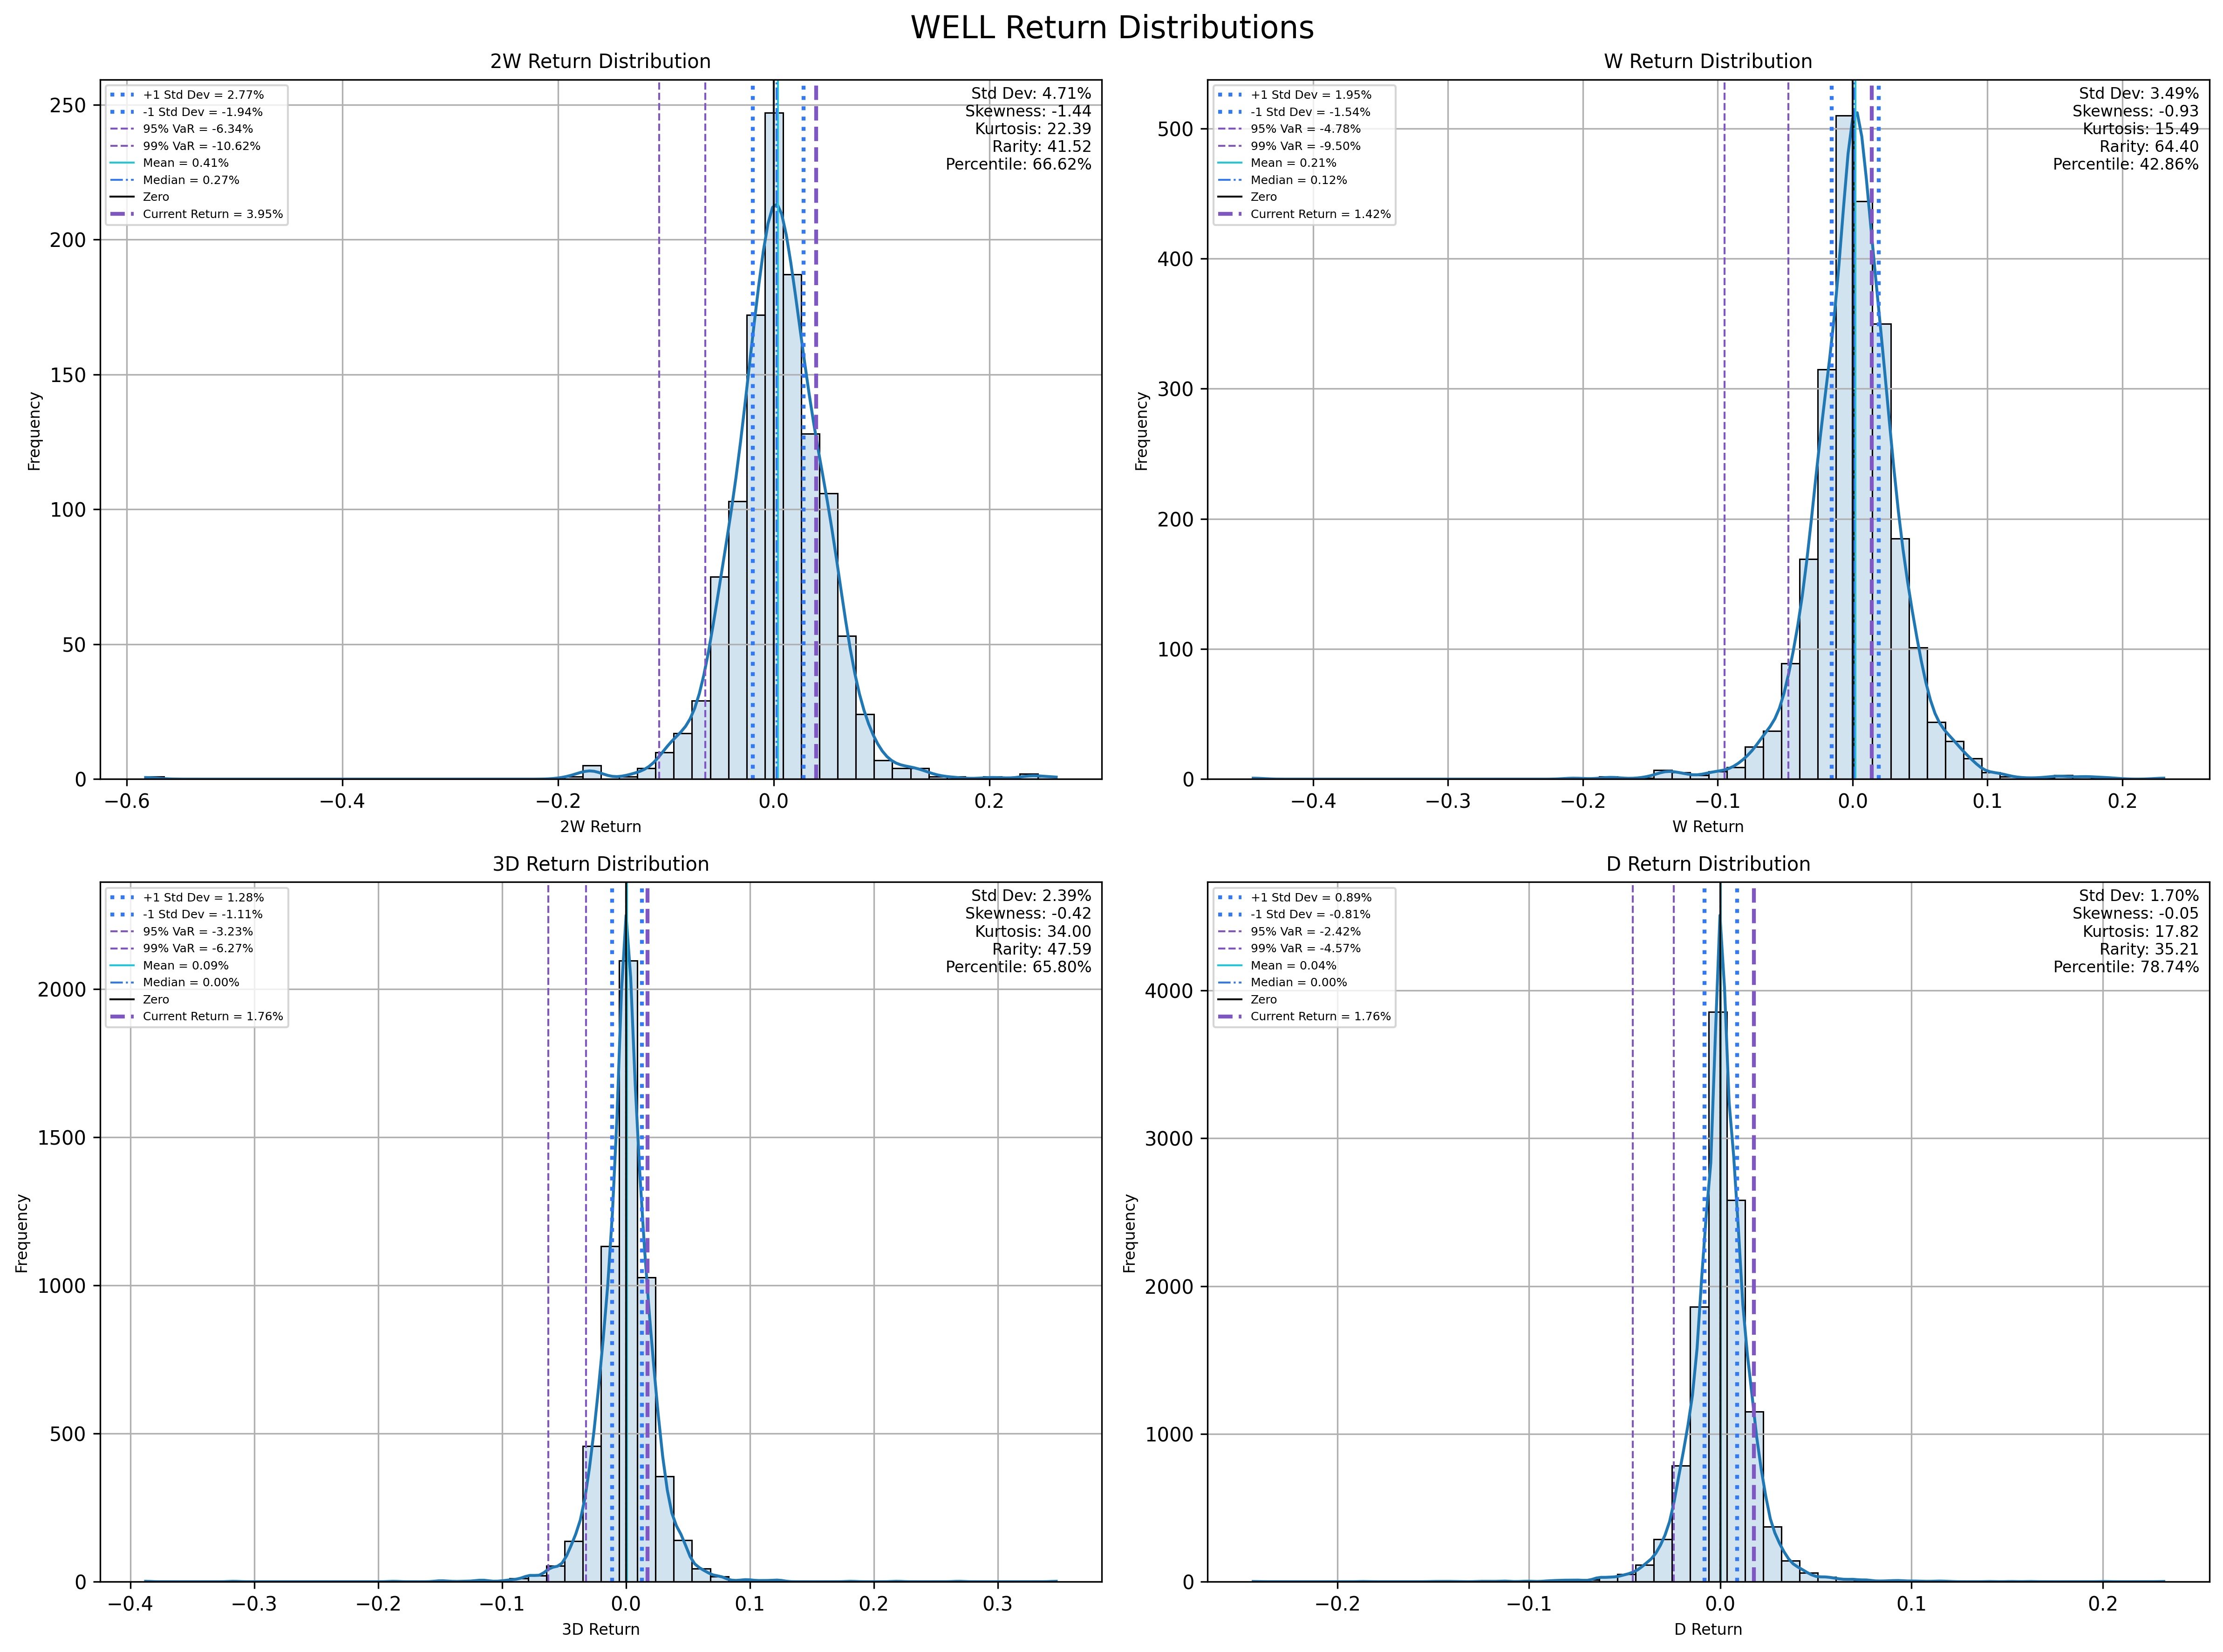 WELL Return Distributions
2W Return Distribution
+1 Std Dev = 2.77%
-1 Std Dev = -1.94%
95% VaR = -6.34%
99% VaR = -10.62%
Mean = 0.41%
Median = 0.27%
Zero
Current Return = 3.95%
Std Dev: 4.71%
Skewness: -1.44
Kurtosis: 22.39
Rarity: 41.52
Percentile: 66.62%
Frequency
250
200
150
100
50
0
−0.6 −0.4 −0.2 0.0 0.2
2W Return
W Return Distribution
+1 Std Dev = 1.95%
-1 Std Dev = -1.54%
95% VaR = -4.78%
99% VaR = -9.50%
Mean = 0.21%
Median = 0.12%
Zero
Current Return = 1.42%
Std Dev: 3.49%
Skewness: -0.93
Kurtosis: 15.49
Rarity: 64.40
Percentile: 42.86%
Frequency
500
400
300
200
100
0
−0.4 −0.3 −0.2 −0.1 0.0 0.1 0.2
W Return
3D Return Distribution
+1 Std Dev = 1.28%
-1 Std Dev = -1.11%
95% VaR = -3.23%
99% VaR = -6.27%
Mean = 0.09%
Median = 0.00%
Zero
Current Return = 1.76%
Std Dev: 2.39%
Skewness: -0.42
Kurtosis: 34.00
Rarity: 47.59
Percentile: 65.80%
Frequency
2000
1500
1000
500
0
−0.4 −0.3 −0.2 −0.1 0.0 0.1 0.2 0.3
3D Return
D Return Distribution
+1 Std Dev = 0.89%
-1 Std Dev = -0.81%
95% VaR = -2.42%
99% VaR = -4.57%
Mean = 0.04%
Median = 0.00%
Zero
Current Return = 1.76%
Std Dev: 1.70%
Skewness: -0.05
Kurtosis: 17.82
Rarity: 35.21
Percentile: 78.74%
Frequency
4000
3000
2000
1000
0
−0.2 −0.1 0.0 0.1 0.2
D Return